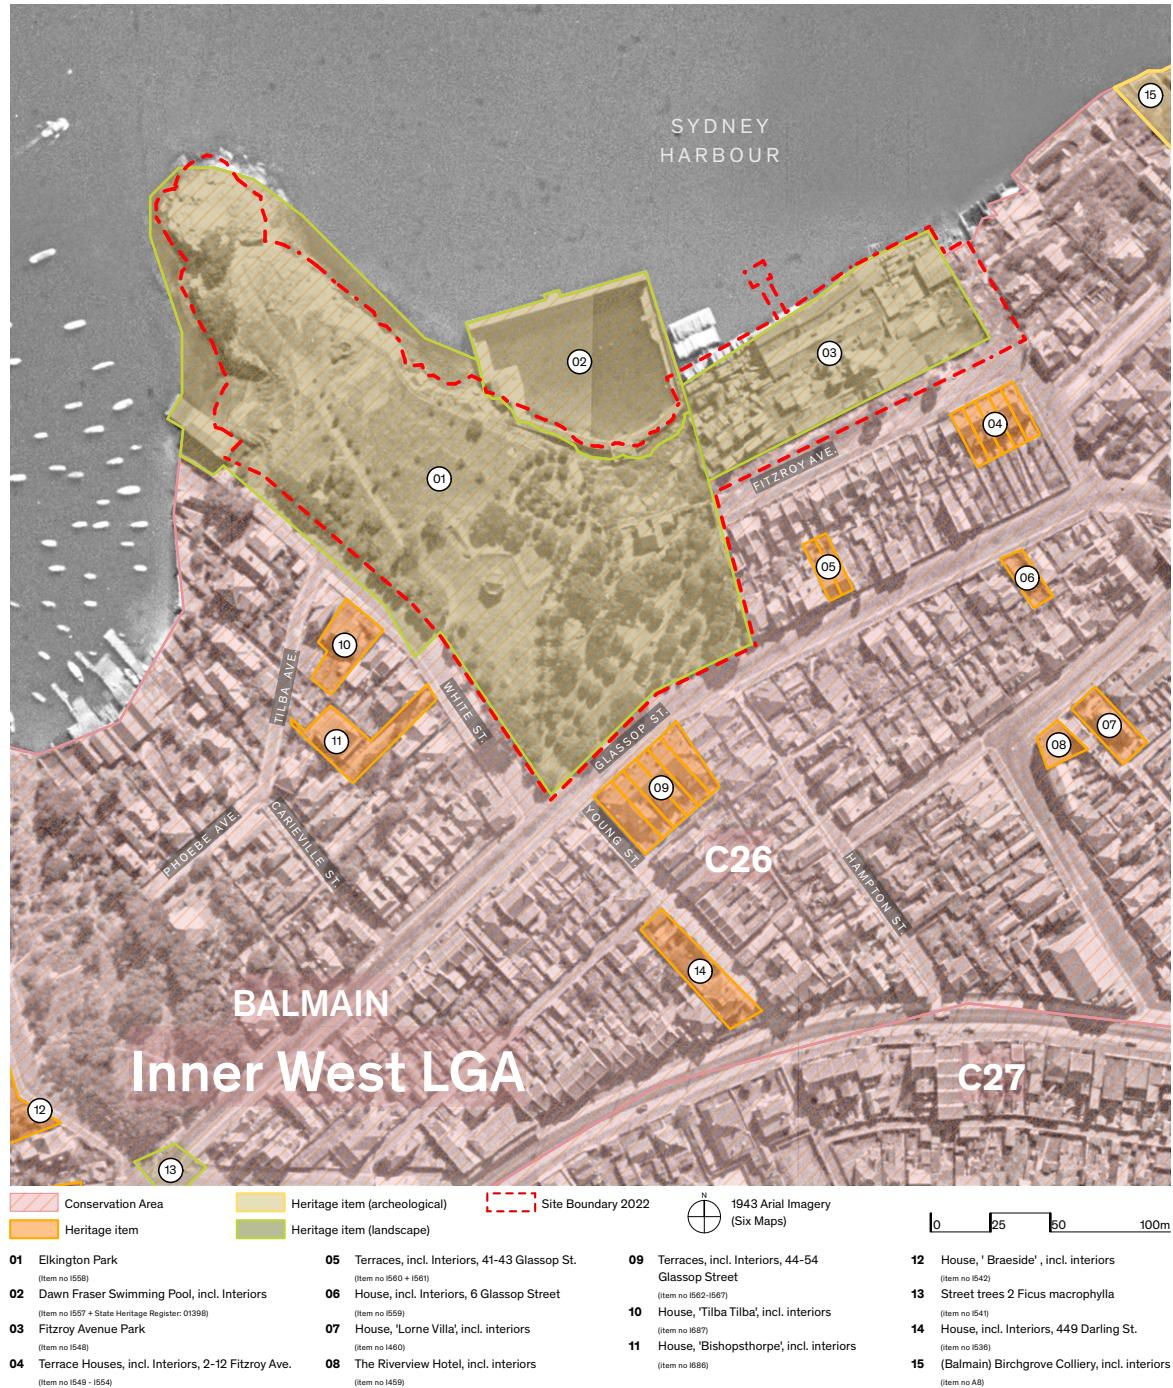 SYDNEY
HARBOUR
15
02
03
04
FITZROY AVE.
01
05
06
10
TILBA AVE.
WHITE ST.
11
GLASSOP ST.
07
08
09
YOUNG ST.
PHOEBE AVE.
CARIEVILLE ST.
C26
HAMPTON ST.
14
BALMAIN
Inner West LGA
C27
12
13
Conservation Area
Heritage item
Heritage item (archeological)
Heritage item (landscape)
Site Boundary 2022
N
1943 Arial Imagery
(Six Maps)
0 25 50 100m
01 Elkington Park
(Item no I558)
02 Dawn Fraser Swimming Pool, incl. Interiors
(Item no I557 + State Heritage Register: 01398)
03 Fitzroy Avenue Park
(Item no I548)
04 Terrace Houses, incl. Interiors, 2-12 Fitzroy Ave.
(Item no I549 - I554)
05 Terraces, incl. Interiors, 41-43 Glassop St.
(Item no I560 + I561)
06 House, incl. Interiors, 6 Glassop Street
(Item no I559)
07 House, 'Lorne Villa', incl. interiors
(item no I460)
08 The Riverview Hotel, incl. interiors
(item no I459)
09 Terraces, incl. Interiors, 44-54
Glassop Street
(item no I562-I567)
10 House, 'Tilba Tilba', incl. interiors
(item no I687)
11 House, 'Bishopsthorpe', incl. interiors
(item no I686)
12 House, ' Braeside' , incl. interiors
(item no I542)
13 Street trees 2 Ficus macrophylla
(item no I541)
14 House, incl. Interiors, 449 Darling St.
(item no I536)
15 (Balmain) Birchgrove Colliery, incl. interiors
(item no A8)